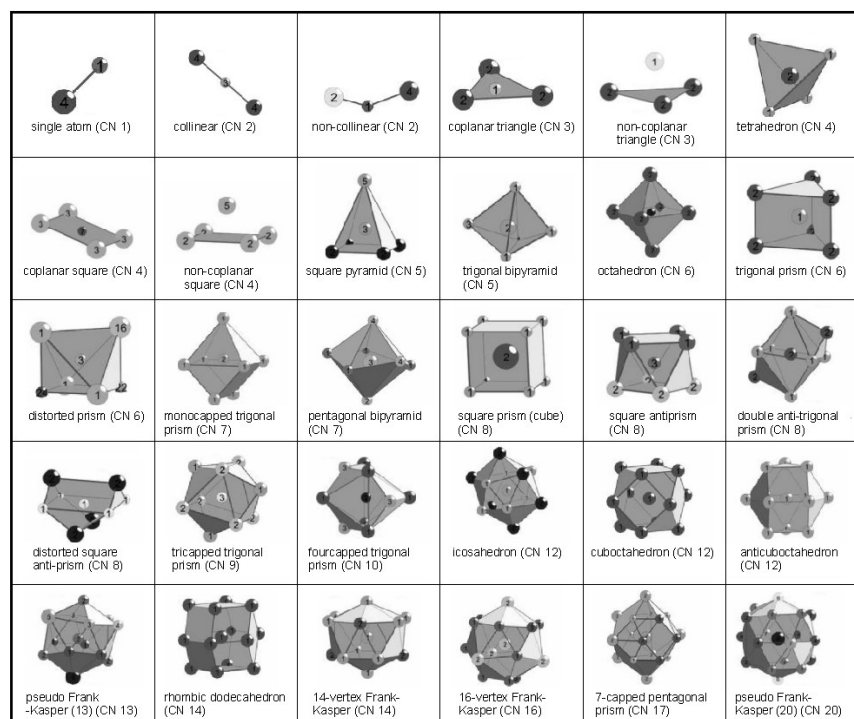 single atom (CN 1)
collinear (CN 2)
non-collinear (CN 2)
coplanar triangle (CN 3)
non-coplanar
triangle (CN 3)
tetrahedron (CN 4)
coplanar square (CN 4)
non-coplanar
square (CN 4)
square pyramid (CN 5)
trigonal bipyramid
(CN 5)
octahedron (CN 6)
trigonal prism (CN 6)
distorted prism (CN 6)
monocapped trigonal
prism (CN 7)
pentagonal bipyramid
(CN 7)
square prism (cube)
(CN 8)
square antiprism
(CN 8)
double anti-trigonal
prism (CN 8)
distorted square
anti-prism (CN 8)
tricapped trigonal
prism (CN 9)
fourcapped trigonal
prism (CN 10)
icosahedron (CN 12)
cuboctahedron (CN 12)
anticuboctahedron
(CN 12)
pseudo Frank
-Kasper (13) (CN 13)
rhombic dodecahedron
(CN 14)
14-vertex Frank-
Kasper (CN 14)
16-vertex Frank-
Kasper (CN 16)
7-capped pentagonal
prism (CN 17)
pseudo Frank-
Kasper (20) (CN 20)